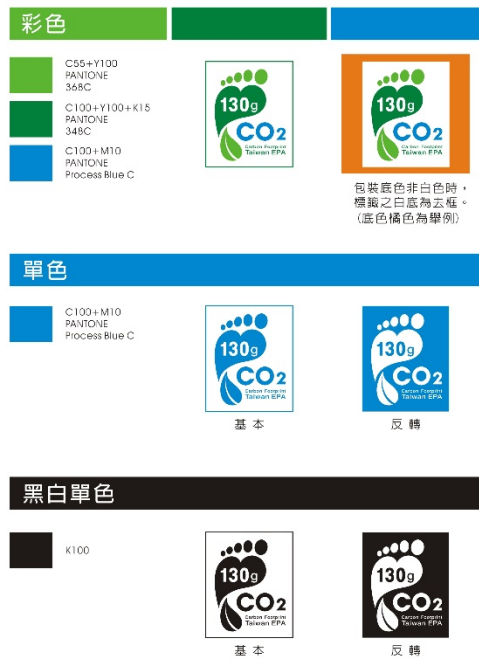 彩色
C55+Y100
PANTONE
368C
C100+Y100+K15
PANTONE
348C
C100+M10
PANTONE
Process Blue C
130g
CO2
Carbon Footprint
Taiwan EPA
130g
CO2
Carbon Footprint
Taiwan EPA
包裝底色非白色時，
標籤之白底為去框。
(底色橘色為舉例)
單色
C100+M10
PANTONE
Process Blue C
130g
CO2
Carbon Footprint
Taiwan EPA
基本
130g
CO2
Carbon Footprint
Taiwan EPA
反轉
黑白單色
K100
130g
CO2
Carbon Footprint
Taiwan EPA
基本
130g
CO2
Carbon Footprint
Taiwan EPA
反轉